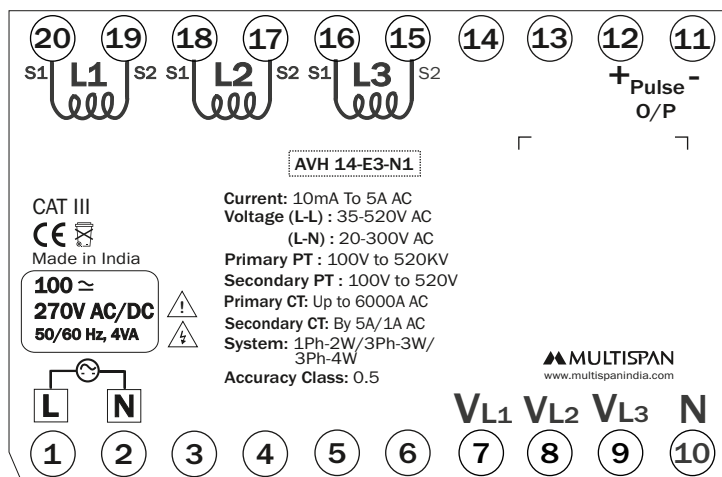 20 19 18 17 16 15 14 13 12 11
S1 L1 S2 S1 L2 S2 S1 L3 S2 + -
Pulse
O/P
AVH 14-E3-N1
Current: 10mA To 5A AC
Voltage (L-L) : 35-520V AC
(L-N) : 20-300V AC
Primary PT : 100V to 520KV
Secondary PT : 100V to 520V
Primary CT: Up to 6000A AC
Secondary CT: By 5A/1A AC
System: 1Ph-2W/3Ph-3W/
3Ph-4W
Accuracy Class: 0.5
CAT III
CE
Made in India
100 ≃
270V AC/DC
50/60 Hz, 4VA
L N
MULTISPAN
www.multispanindia.com
VL1 VL2 VL3 N
1 2 3 4 5 6 7 8 9 10